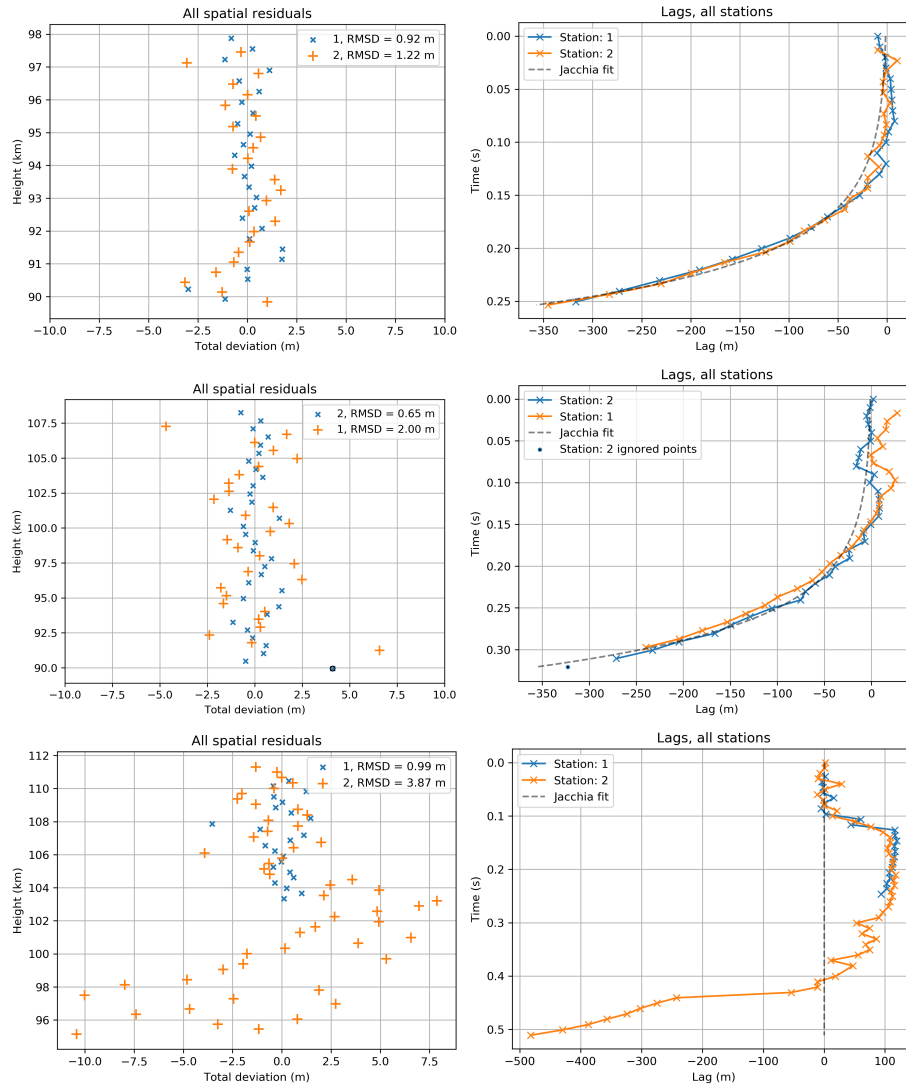 All spatial residuals
1, RMSD = 0.92 m
2, RMSD = 1.22 m
98
97
96
95
94
93
92
91
90
Height (km)
−10.0 −7.5 −5.0 −2.5 0.0 2.5 5.0 7.5 10.0
Total deviation (m)
Lags, all stations
Station: 1
Station: 2
Jacchia fit
0.00
0.05
0.10
0.15
0.20
0.25
Time (s)
−350 −300 −250 −200 −150 −100 −50 0
Lag (m)
All spatial residuals
2, RMSD = 0.65 m
1, RMSD = 2.00 m
107.5
105.0
102.5
100.0
97.5
95.0
92.5
90.0
Height (km)
−10.0 −7.5 −5.0 −2.5 0.0 2.5 5.0 7.5 10.0
Total deviation (m)
Lags, all stations
Station: 2
Station: 1
Jacchia fit
Station: 2 ignored points
0.00
0.05
0.10
0.15
0.20
0.25
0.30
Time (s)
−350 −300 −250 −200 −150 −100 −50 0
Lag (m)
All spatial residuals
1, RMSD = 0.99 m
2, RMSD = 3.87 m
112
110
108
106
104
102
100
98
96
Height (km)
−10.0 −7.5 −5.0 −2.5 0.0 2.5 5.0 7.5
Total deviation (m)
Lags, all stations
Station: 1
Station: 2
Jacchia fit
0.0
0.1
0.2
0.3
0.4
0.5
Time (s)
−500 −400 −300 −200 −100 0 100
Lag (m)